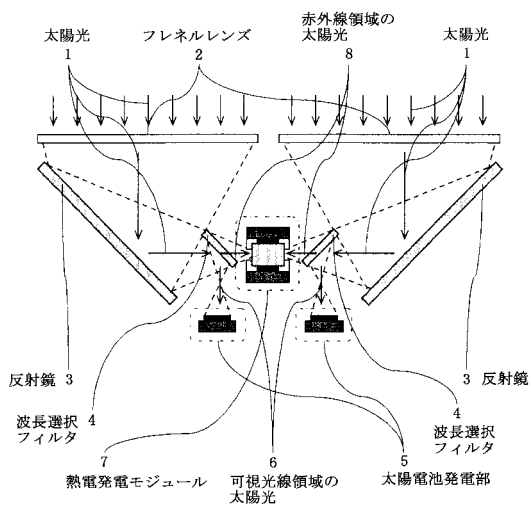 赤外線領域の
太陽光 フレネルレンズ 太陽光 太陽光
1 2 8 1
反射鏡 3 3 反射鏡
4 4
波長選択 波長選択
フィルタ フィルタ
7 6 5
熱電発電モジュール 可視光線領域の 太陽電池発電部
太陽光